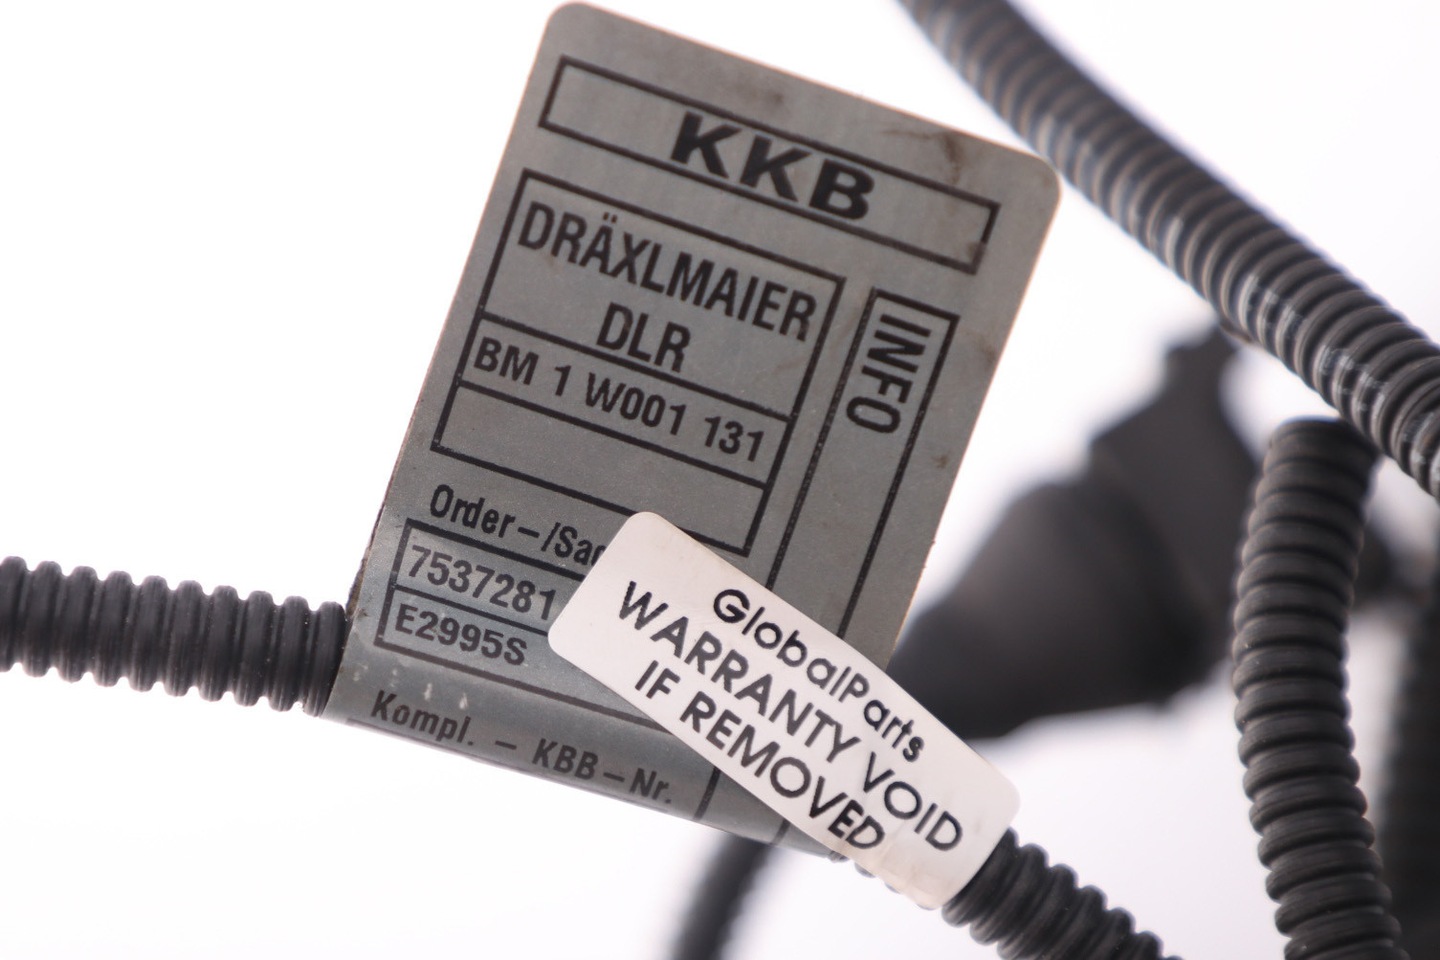 KKB
DRÄXLMAIER
DLR
BM 1 W001 131
INFO
Order-/Sac
7537281
E2995S
Kompl. - KBB-Nr.
GlobalParts
WARRANTY VOID
IF REMOVED